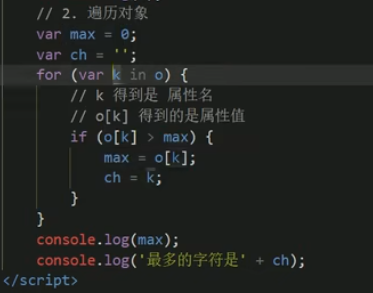 // 2. 遍历对象
var max = 0;
var ch = '';
for (var k in o) {
// k 得到是 属性名
// o[k] 得到的是属性值
if (o[k] > max) {
max = o[k];
ch = k;
}
}
console.log(max);
console.log('最多的字符是' + ch);
</script>